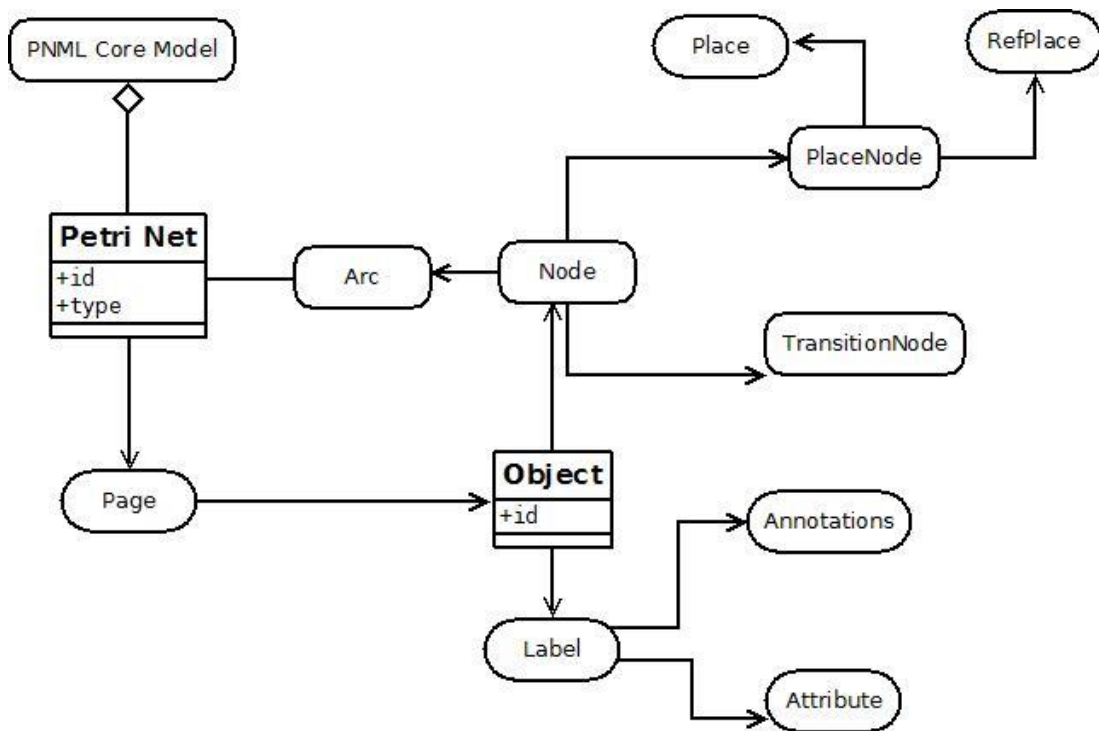 PNML Core Model
Place
RefPlace
PlaceNode
Petri Net
+id
+type
Arc
Node
TransitionNode
Page
Object
+id
Annotations
Label
Attribute